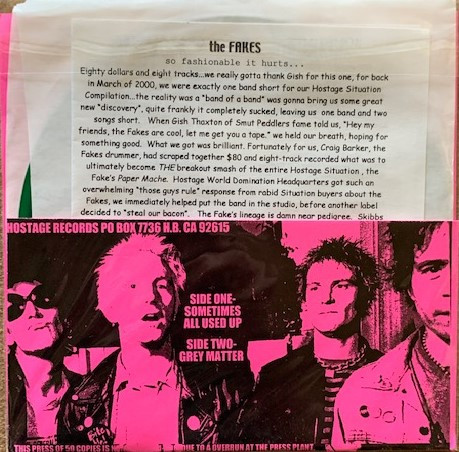 the FAKES
so fashionable it hurts...
Eighty dollars and eight tracks...we really gotta thank Gish for this one, for back
in March of 2000, we were exactly one band short for our Hostage Situation
Compilation...the reality was a "band of a band" was gonna bring us some great
new "discovery", quite frankly it completely sucked, leaving us one band and two
songs short. When Gish Thaxton of Smut Peddlers fame told us, "Hey my
friends, the Fakes are cool, let me get you a tape." we held our breath, hoping for
something good. What we got was brilliant. Fortunately for us, Craig Barker, the
Fakes drummer, had scraped together $80 and eight-track recorded what was to
ultimately become THE breakout smash of the entire Hostage Situation , the
Fake's Paper Mache. Hostage World Domination Headquarters got such an
overwhelming "those guys rule" response from rabid Situation buyers about the
Fakes, we immediately put the band in the studio, before another label
decided to "steal our bacon". The Fake's lineage is damn near pedigree. Skibbs
HOSTAGE RECORDS PO BOX 7736 H.B. CA 92615
SIDE ONE-
SOMETIMES
ALL USED UP
SIDE TWO-
GREY MATTER
THIS PRESS OF 50 COPIES IS DUE TO A OVERRUN AT THE PRESS PLANT